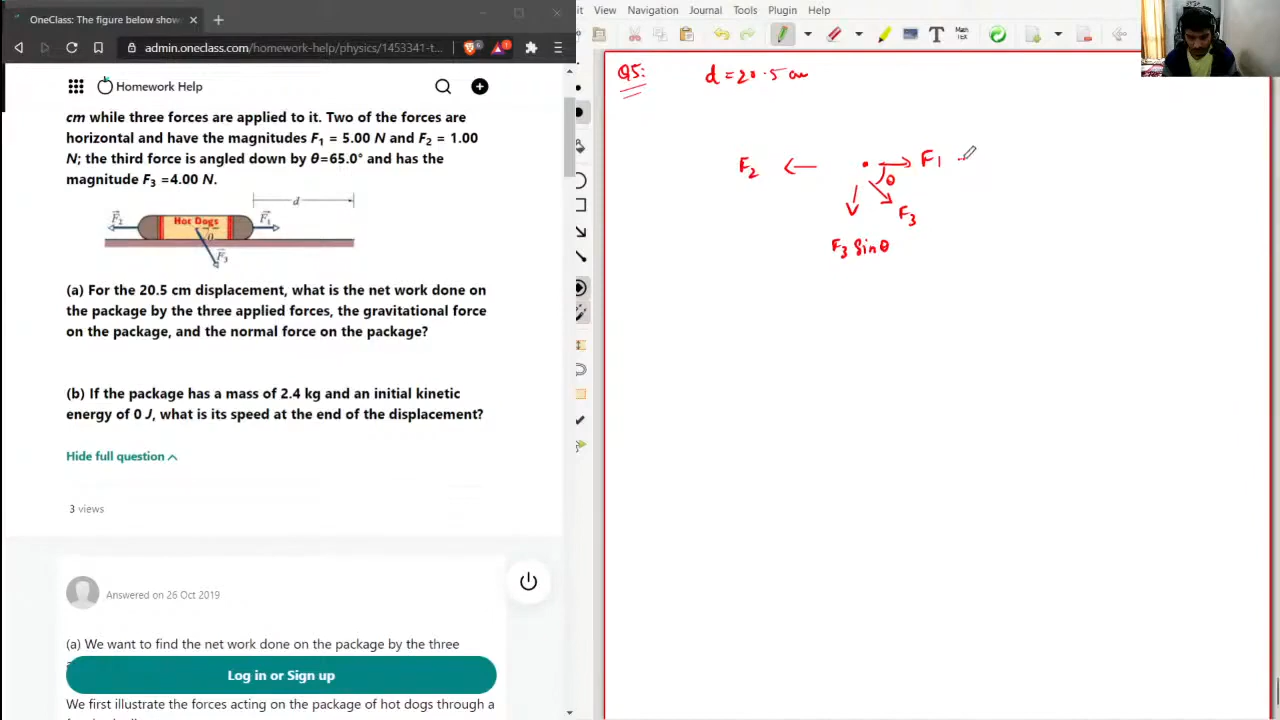 OneClass: The figure below show
admin.oneclass.com/homework-help/physics/1453341-t...
Homework Help
cm while three forces are applied to it. Two of the forces are
horizontal and have the magnitudes F₁ = 5.00 N and F₂ = 1.00
N; the third force is angled down by θ=65.0° and has the
magnitude F₃ =4.00 N.
d
F₂ Hot Dogs F₁
θ
F₃
(a) For the 20.5 cm displacement, what is the net work done on
the package by the three applied forces, the gravitational force
on the package, and the normal force on the package?
(b) If the package has a mass of 2.4 kg and an initial kinetic
energy of 0 J, what is its speed at the end of the displacement?
Hide full question
3 views
Answered on 26 Oct 2019
(a) We want to find the net work done on the package by the three
Log in or Sign up
We first illustrate the forces acting on the package of hot dogs through a
dit View Navigation Journal Tools Plugin Help
T Math TEX
Q5: d = 20.5 cm
F₂ F₁
θ
F₃
F₃ Sinθ